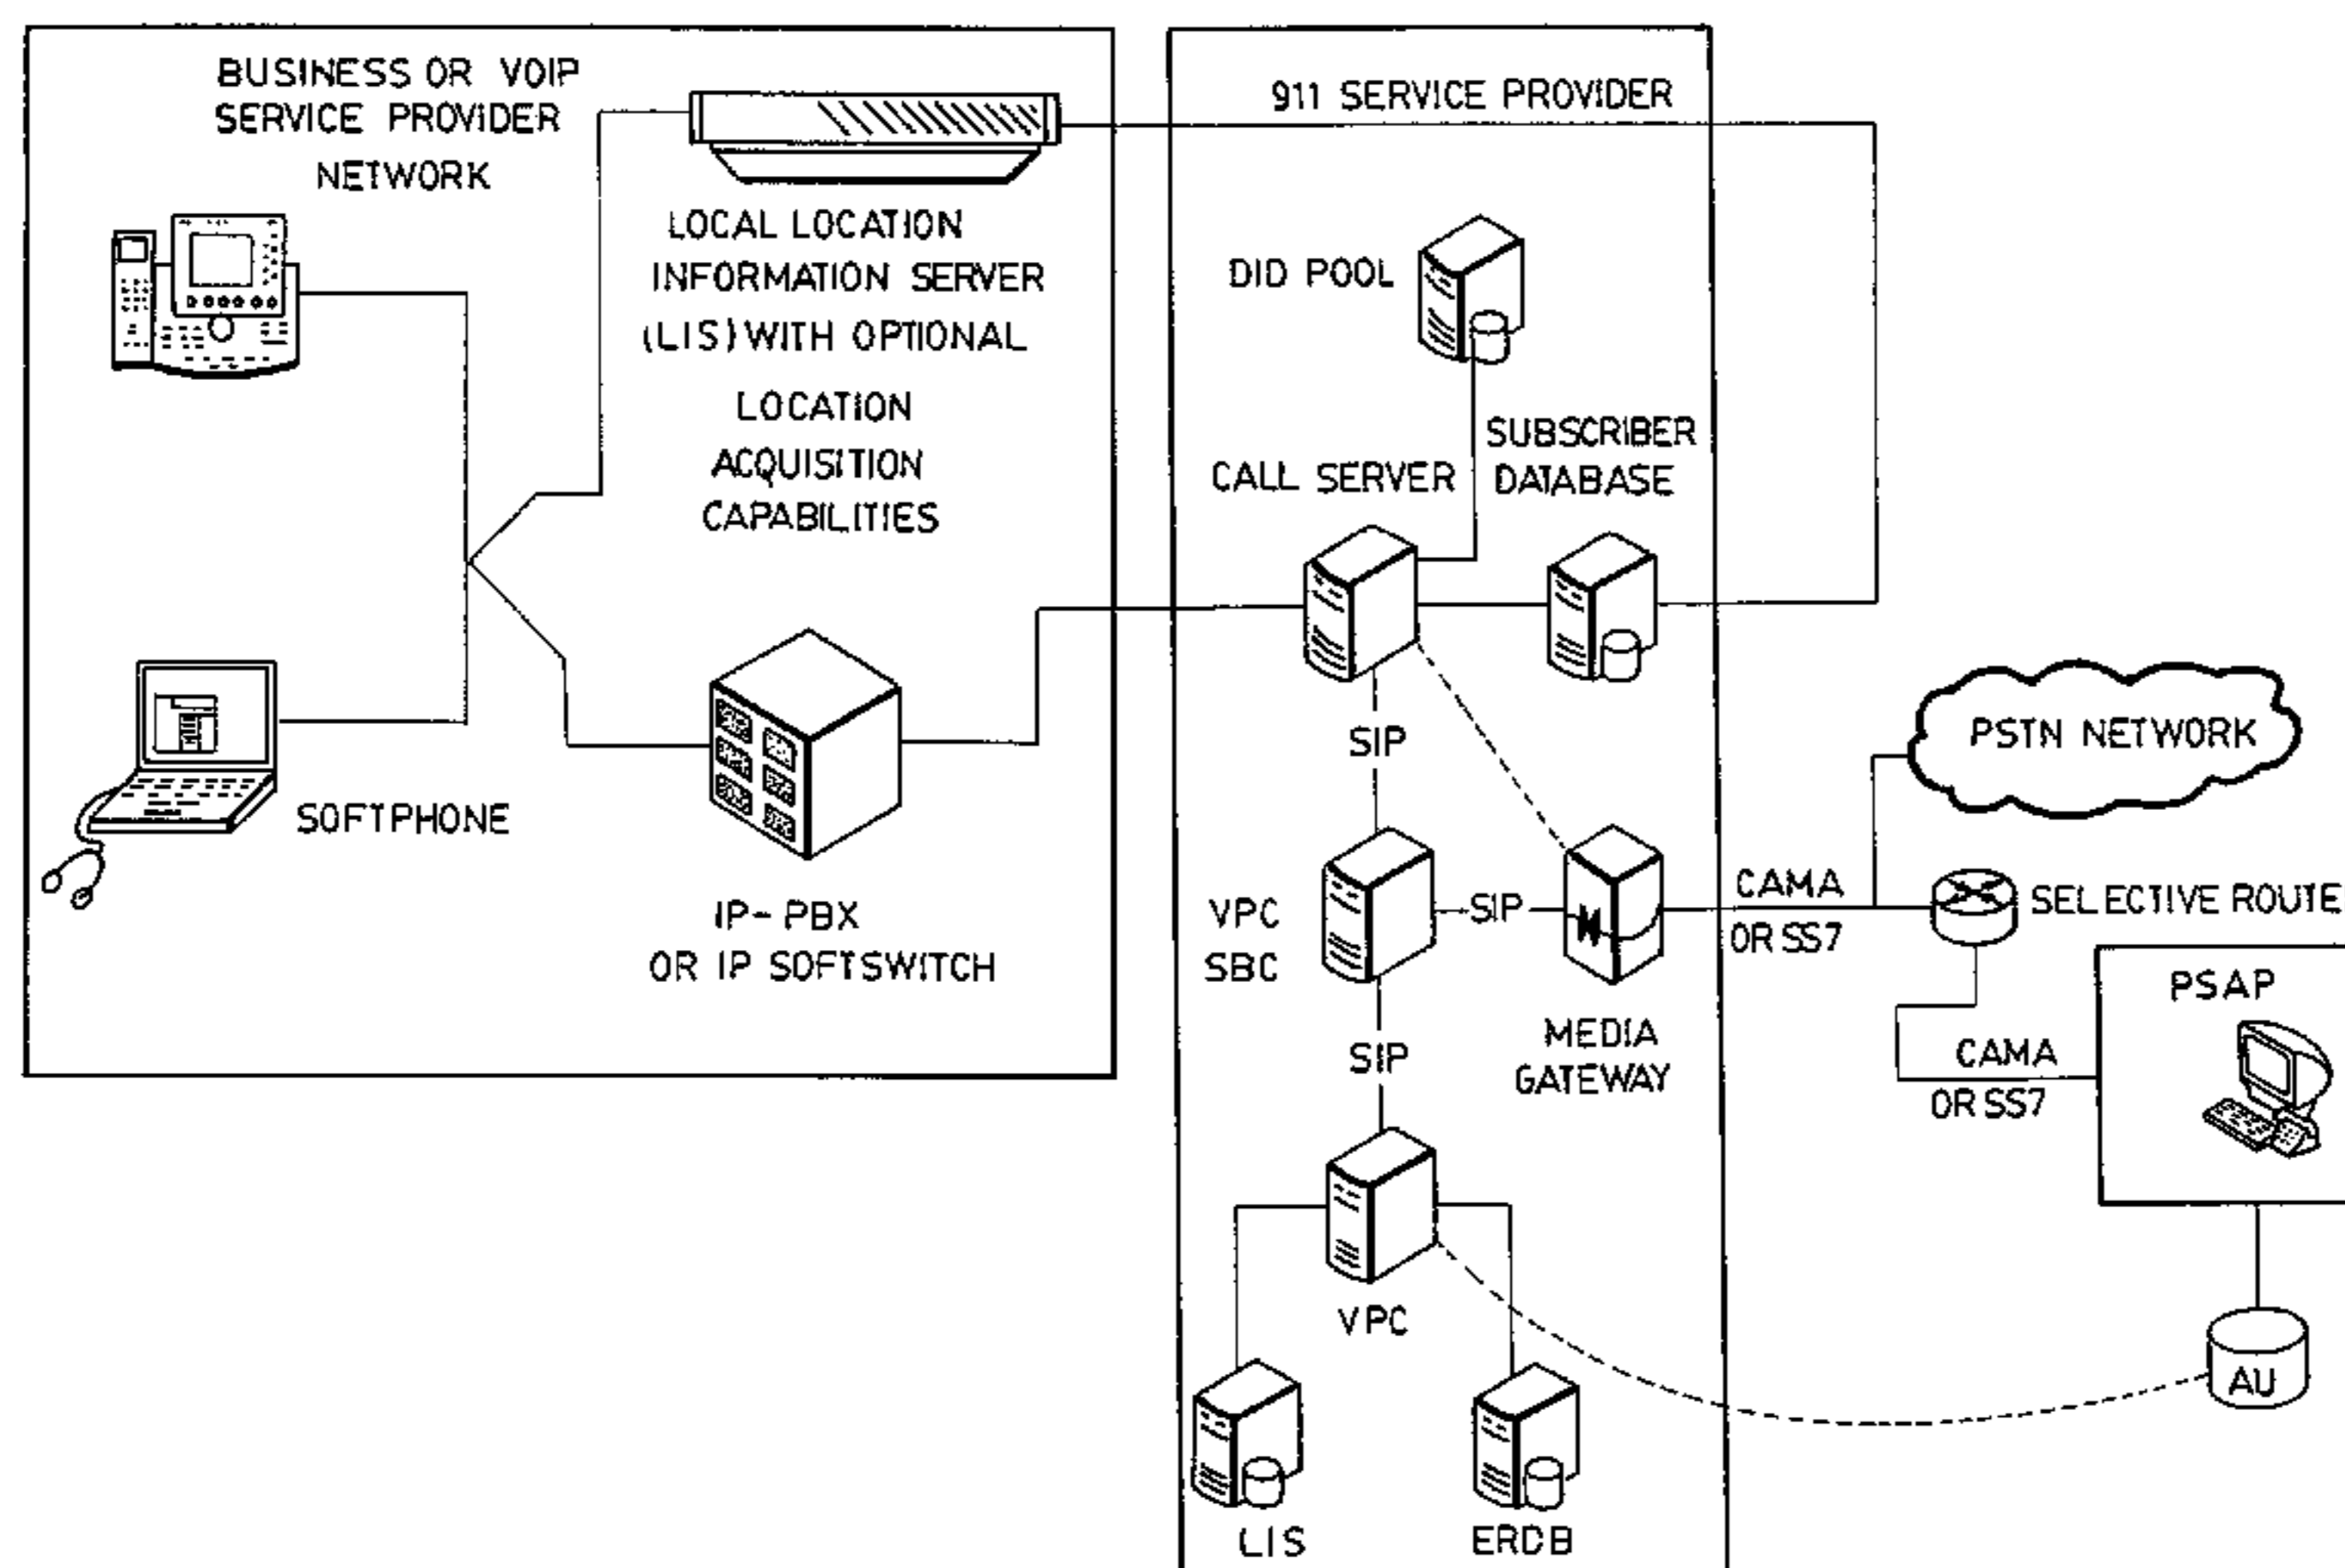 BUSINESS OR VOIP
SERVICE PROVIDER
NETWORK
LOCAL LOCATION
INFORMATION SERVER
(LIS) WITH OPTIONAL
LOCATION
ACQUISITION
CAPABILITIES
SOFTPHONE
IP-PBX
OR IP SOFTSWITCH
911 SERVICE PROVIDER
DID POOL
CALL SERVER
SUBSCRIBER
DATABASE
SIP
VPC
SBC
SIP
MEDIA
GATEWAY
SIP
VPC
LIS
ERDB
PSTN NETWORK
CAMA
OR SS7
SELECTIVE ROUTE
PSAP
CAMA
OR SS7
AU